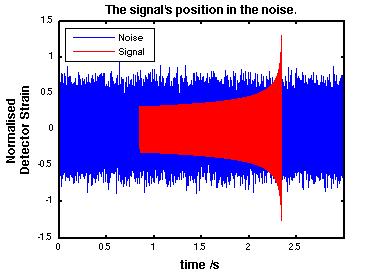 The signal's position in the noise.
1.5
1
0.5
0
-0.5
-1
-1.5
Noise
Signal
Normalised
Detector Strain
0 0.5 1 1.5 2 2.5
time /s